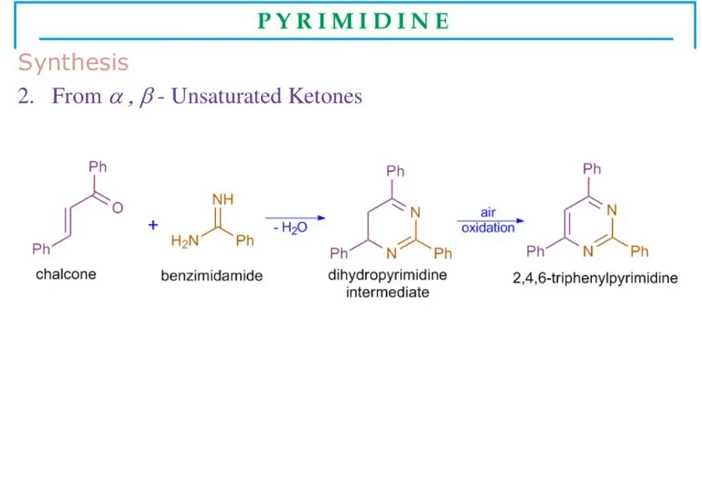 PYRIMIDINE
Synthesis
2. From α , β - Unsaturated Ketones
Ph
O
Ph
chalcone
+
NH
H₂N
Ph
benzimidamide
- H₂O
Ph
N
Ph
N
Ph
dihydropyrimidine
intermediate
air
oxidation
Ph
N
Ph
N
Ph
2,4,6-triphenylpyrimidine